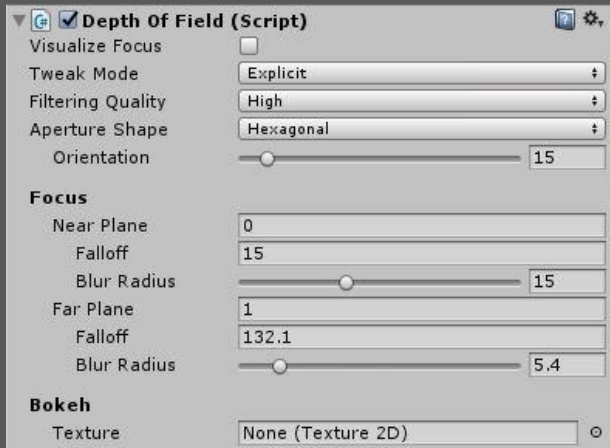 Depth Of Field (Script)
Visualize Focus
Tweak Mode Explicit
Filtering Quality High
Aperture Shape Hexagonal
Orientation 15
Focus
Near Plane 0
Falloff 15
Blur Radius 15
Far Plane 1
Falloff 132.1
Blur Radius 5.4
Bokeh
Texture None (Texture 2D)